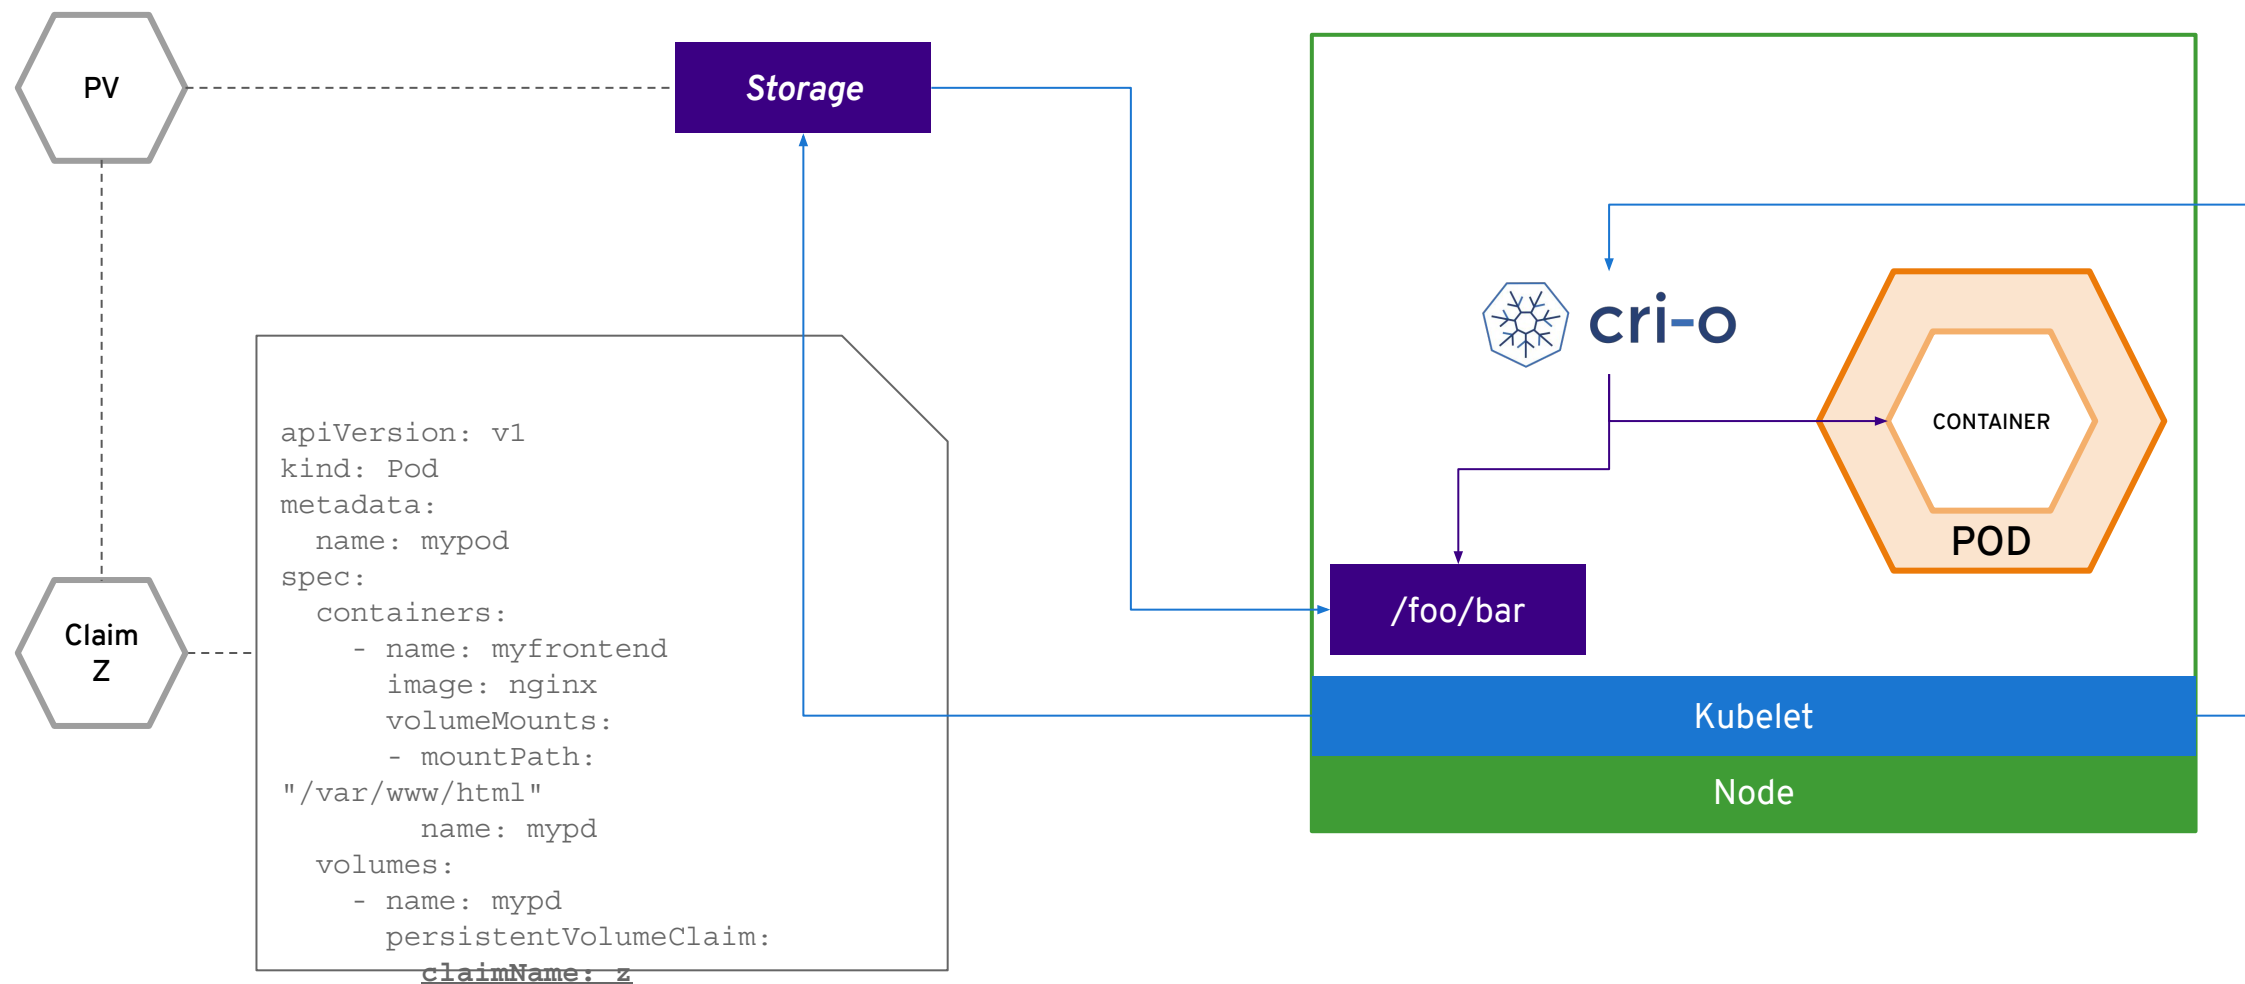 PV
Storage
cri-o
CONTAINER
POD
/foo/bar
Kubelet
Node
Claim
Z
apiVersion: v1
kind: Pod
metadata:
  name: mypod
spec:
  containers:
    - name: myfrontend
      image: nginx
      volumeMounts:
      - mountPath:
"/var/www/html"
        name: mypd
  volumes:
    - name: mypd
      persistentVolumeClaim:
        claimName: z